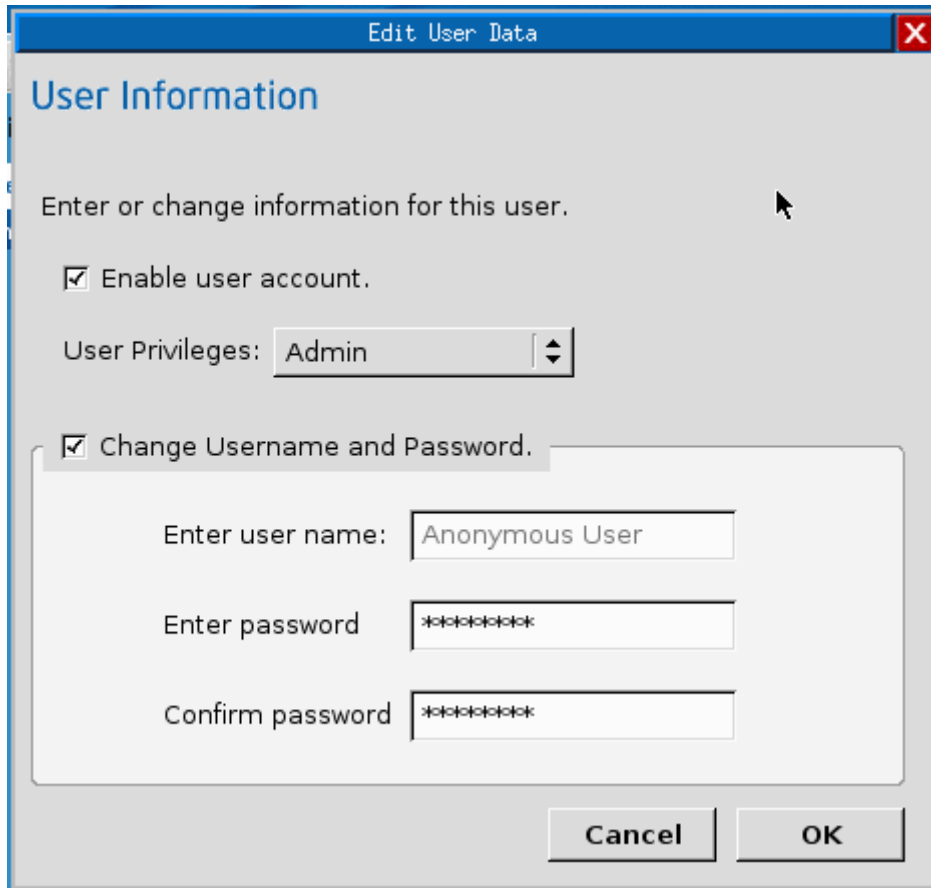 Edit User Data
User Information
Enter or change information for this user.
Enable user account.
User Privileges: Admin
Change Username and Password.
Enter user name: Anonymous User
Enter password *********
Confirm password *********
Cancel OK